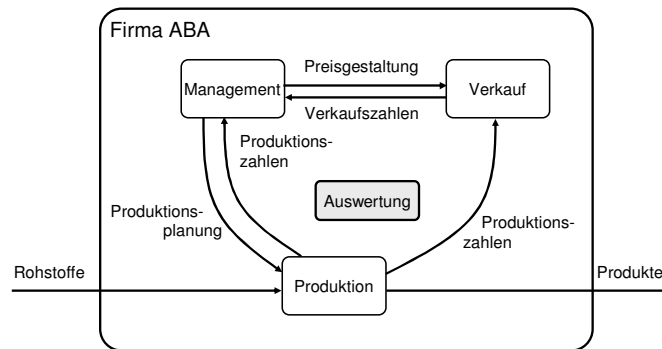 Firma ABA
Preisgestaltung
Management
Verkauf
Verkaufszahlen
Produktions-
zahlen
Auswertung
Produktions-
planung
Produktions-
zahlen
Rohstoffe
Produktion
Produkte